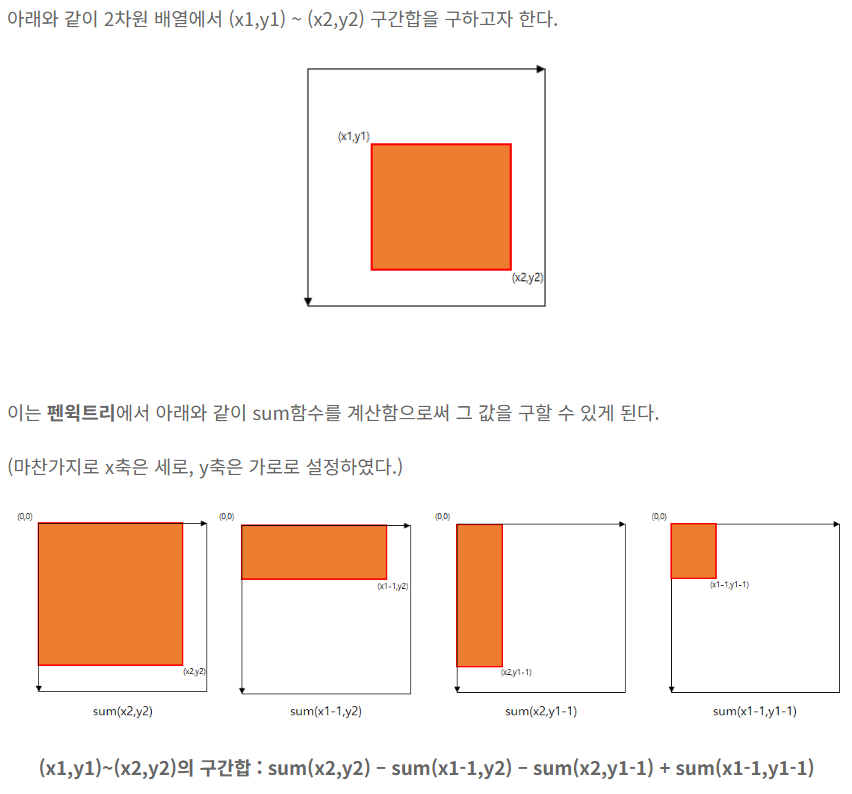 아래와 같이 2차원 배열에서 (x1,y1) ~ (x2,y2) 구간합을 구하고자 한다.
(x1,y1)
(x2,y2)
이는 펜윅트리에서 아래와 같이 sum함수를 계산함으로써 그 값을 구할 수 있게 된다.
(마찬가지로 x축은 세로, y축은 가로로 설정하였다.)
(0,0)
(x2,y2)
sum(x2,y2)
(0,0)
(x1-1,y2)
sum(x1-1,y2)
(0,0)
(x2,y1-1)
sum(x2,y1-1)
(0,0)
(x1-1,y1-1)
sum(x1-1,y1-1)
(x1,y1)~(x2,y2)의 구간합 : sum(x2,y2) − sum(x1-1,y2) − sum(x2,y1-1) + sum(x1-1,y1-1)